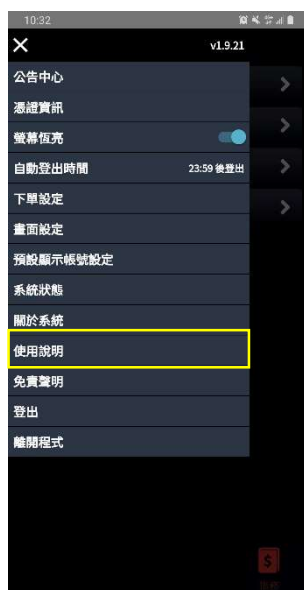 10:32
v1.9.21
公告中心
憑證資訊
螢幕恆亮
自動登出時間 23:59 後登出
下單設定
畫面設定
預設顯示帳號設定
系統狀態
關於系統
使用說明
免責聲明
登出
離開程式
$